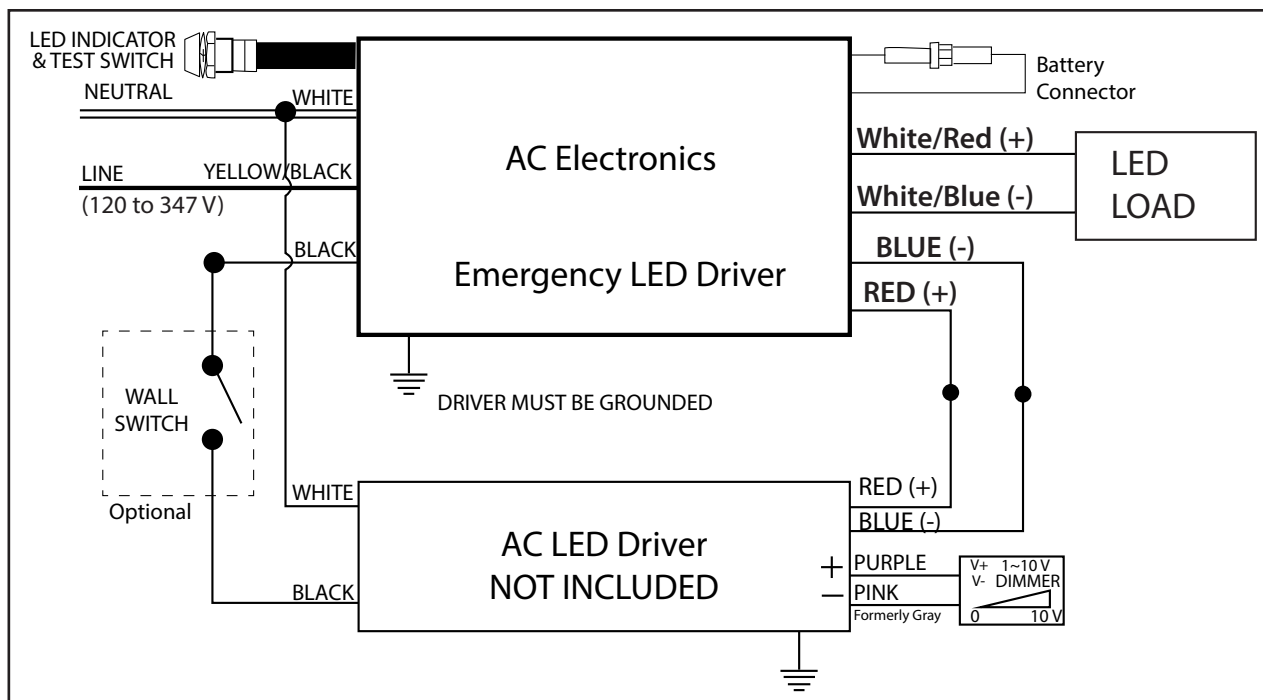 LED INDICATOR
& TEST SWITCH
NEUTRAL
WHITE
LINE
YELLOW/BLACK
(120 to 347 V)
BLACK
AC Electronics
Emergency LED Driver
Battery
Connector
White/Red (+)
White/Blue (-)
LED
LOAD
BLUE (-)
RED (+)
DRIVER MUST BE GROUNDED
WALL
SWITCH
Optional
WHITE
BLACK
AC LED Driver
NOT INCLUDED
RED (+)
BLUE (-)
+ PURPLE
− PINK
Formerly Gray
V+ 1~10 V
V- DIMMER
0 10 V